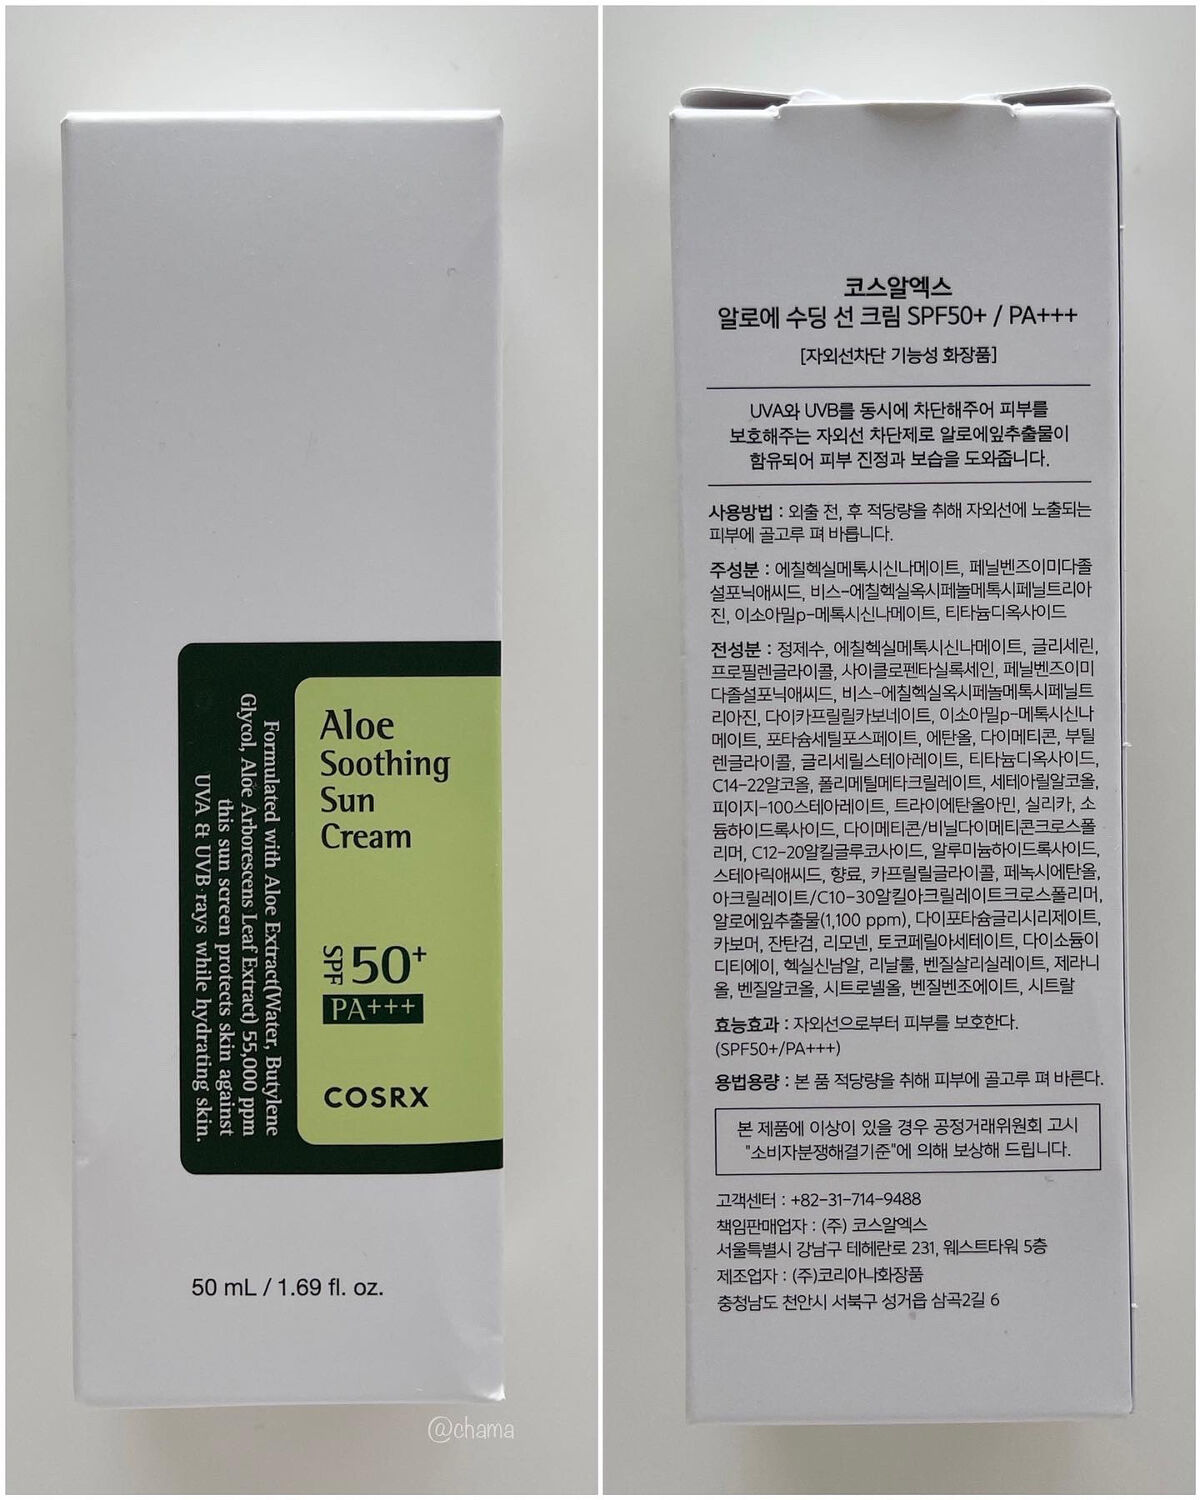 Aloe
Soothing
Sun
Cream
SPF 50+
PA+++
COSRX
Formulated with Aloe Extract(Water, Butylene
Glycol, Aloe Arborescens Leaf Extract) 55,000 ppm
this sun screen protects skin against
UVA & UVB rays while hydrating skin.
50 mL / 1.69 fl. oz.
@chama
코스알엑스
알로에 수딩 선 크림 SPF50+ / PA+++
[자외선차단 기능성 화장품]
UVA와 UVB를 동시에 차단해주어 피부를
보호해주는 자외선 차단제로 알로에잎추출물이
함유되어 피부 진정과 보습을 도와줍니다.
사용방법 : 외출 전, 후 적당량을 취해 자외선에 노출되는
피부에 골고루 펴 바릅니다.
주성분 : 에칠헥실메톡시신나메이트, 페닐벤즈이미다졸
설포닉애씨드, 비스-에칠헥실옥시페놀메톡시페닐트리아
진, 이소아밀p-메톡시신나메이트, 티타늄디옥사이드
전성분 : 정제수, 에칠헥실메톡시신나메이트, 글리세린,
프로필렌글라이콜, 사이클로펜타실록세인, 페닐벤즈이미
다졸설포닉애씨드, 비스-에칠헥실옥시페놀메톡시페닐트
리아진, 다이카프릴릴카보네이트, 이소아밀p-메톡시신나
메이트, 포타슘세틸포스페이트, 에탄올, 다이메티콘, 부틸
렌글라이콜, 글리세릴스테아레이트, 티타늄디옥사이드,
C14-22알코올, 폴리메틸메타크릴레이트, 세테아릴알코올,
피이지-100스테아레이트, 트라이에탄올아민, 실리카, 소
듐하이드록사이드, 다이메티콘/비닐다이메티콘크로스폴
리머, C12-20알킬글루코사이드, 알루미늄하이드록사이드,
스테아릭애씨드, 향료, 카프릴릴글라이콜, 페녹시에탄올,
아크릴레이트/C10-30알킬아크릴레이트크로스폴리머,
알로에잎추출물(1,100 ppm), 다이포타슘글리시리제이트,
카보머, 잔탄검, 리모넨, 토코페릴아세테이트, 다이소듐이
디티에이, 헥실신남알, 리날룰, 벤질살리실레이트, 제라니
올, 벤질알코올, 시트로넬올, 벤질벤조에이트, 시트랄
효능효과 : 자외선으로부터 피부를 보호한다.
(SPF50+/PA+++)
용법용량 : 본 품 적당량을 취해 피부에 골고루 펴 바른다.
본 제품에 이상이 있을 경우 공정거래위원회 고시
"소비자분쟁해결기준"에 의해 보상해 드립니다.
고객센터 : +82-31-714-9488
책임판매업자 : (주) 코스알엑스
서울특별시 강남구 테헤란로 231, 웨스트타워 5층
제조업자 : (주)코리아나화장품
충청남도 천안시 서북구 성거읍 삼곡2길 6